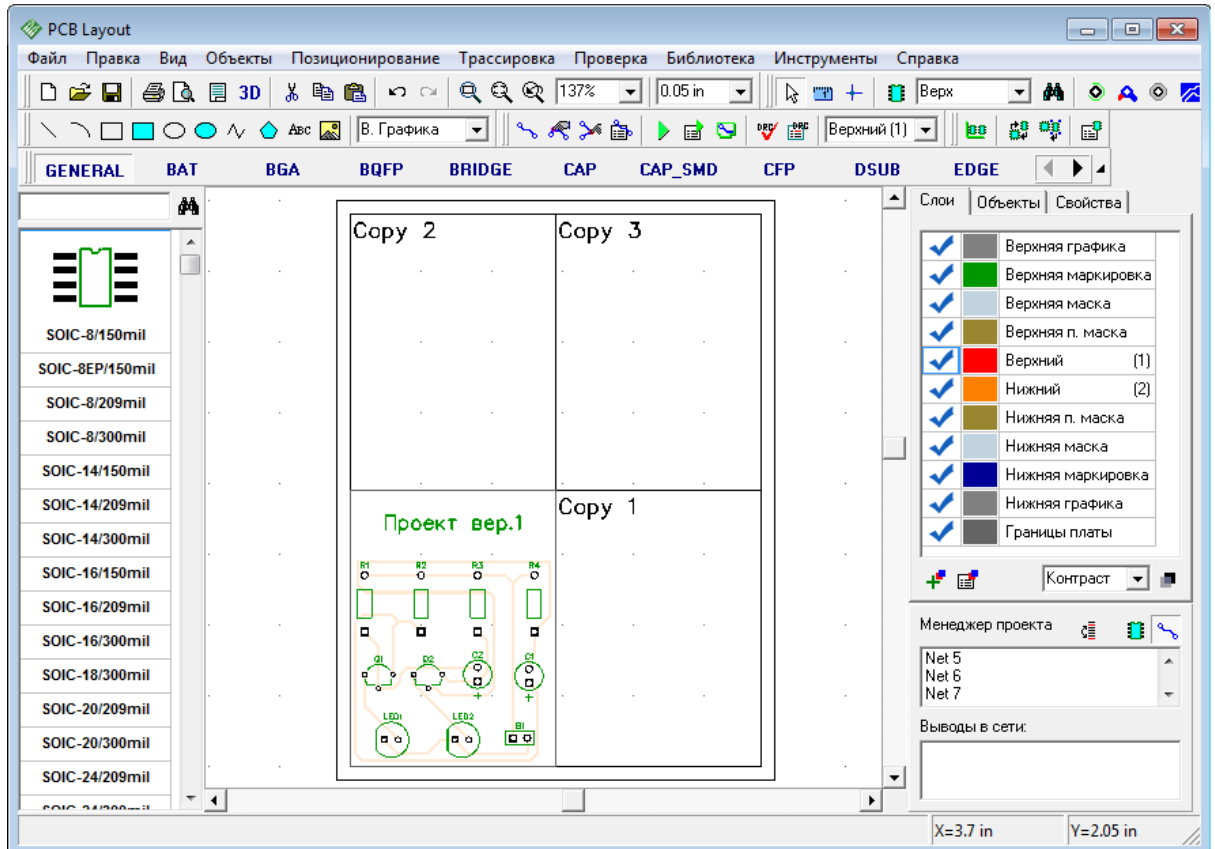 PCB Layout
Файл Правка Вид Объекты Позиционирование Трассировка Проверка Библиотека Инструменты Справка
3D 137% 0.05 in Верх
ABC В. Графика DRC DRC Верхний (1)
GENERAL BAT BGA BQFP BRIDGE CAP CAP_SMD CFP DSUB EDGE
SOIC-8/150mil
SOIC-8EP/150mil
SOIC-8/209mil
SOIC-8/300mil
SOIC-14/150mil
SOIC-14/209mil
SOIC-14/300mil
SOIC-16/150mil
SOIC-16/209mil
SOIC-16/300mil
SOIC-18/300mil
SOIC-20/209mil
SOIC-20/300mil
SOIC-24/209mil
SOIC-24/300mil
Copy 2 Copy 3
Copy 1
Проект вер.1
R1 R2 R3 R4
Q1 Q2 C2 C1
+ +
LED1 LED2 B1
Слои Объекты Свойства
Верхняя графика
Верхняя маркировка
Верхняя маска
Верхняя п. маска
Верхний (1)
Нижний (2)
Нижняя п. маска
Нижняя маска
Нижняя маркировка
Нижняя графика
Границы платы
Контраст
Менеджер проекта
Net 5
Net 6
Net 7
Выводы в сети:
X=3.7 in Y=2.05 in